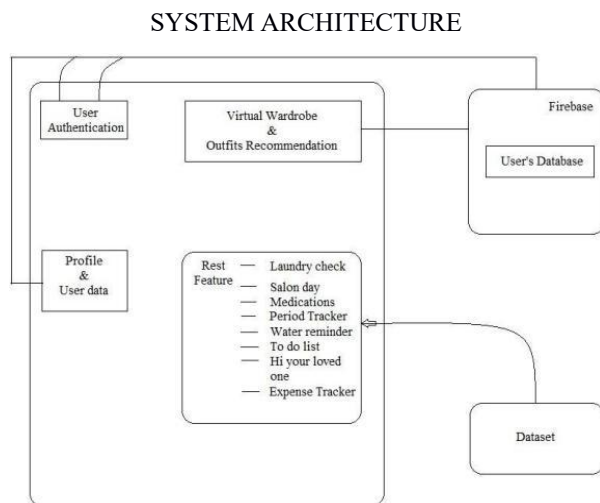 SYSTEM ARCHITECTURE
User
Authentication
Virtual Wardrobe
&
Outfits Recommendation
Firebase
User's Database
Profile
&
User data
Rest
Feature
Laundry check
Salon day
Medications
Period Tracker
Water reminder
To do list
Hi your loved
one
Expense Tracker
Dataset